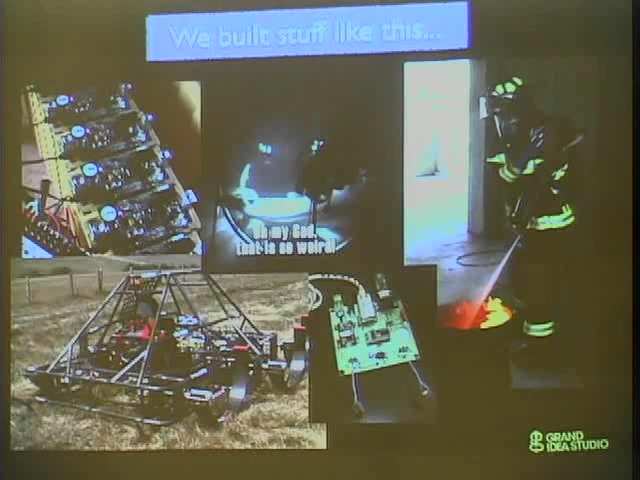 We built stuff like this...
Oh my God,
that is so weird!
GRAND
IDEA STUDIO